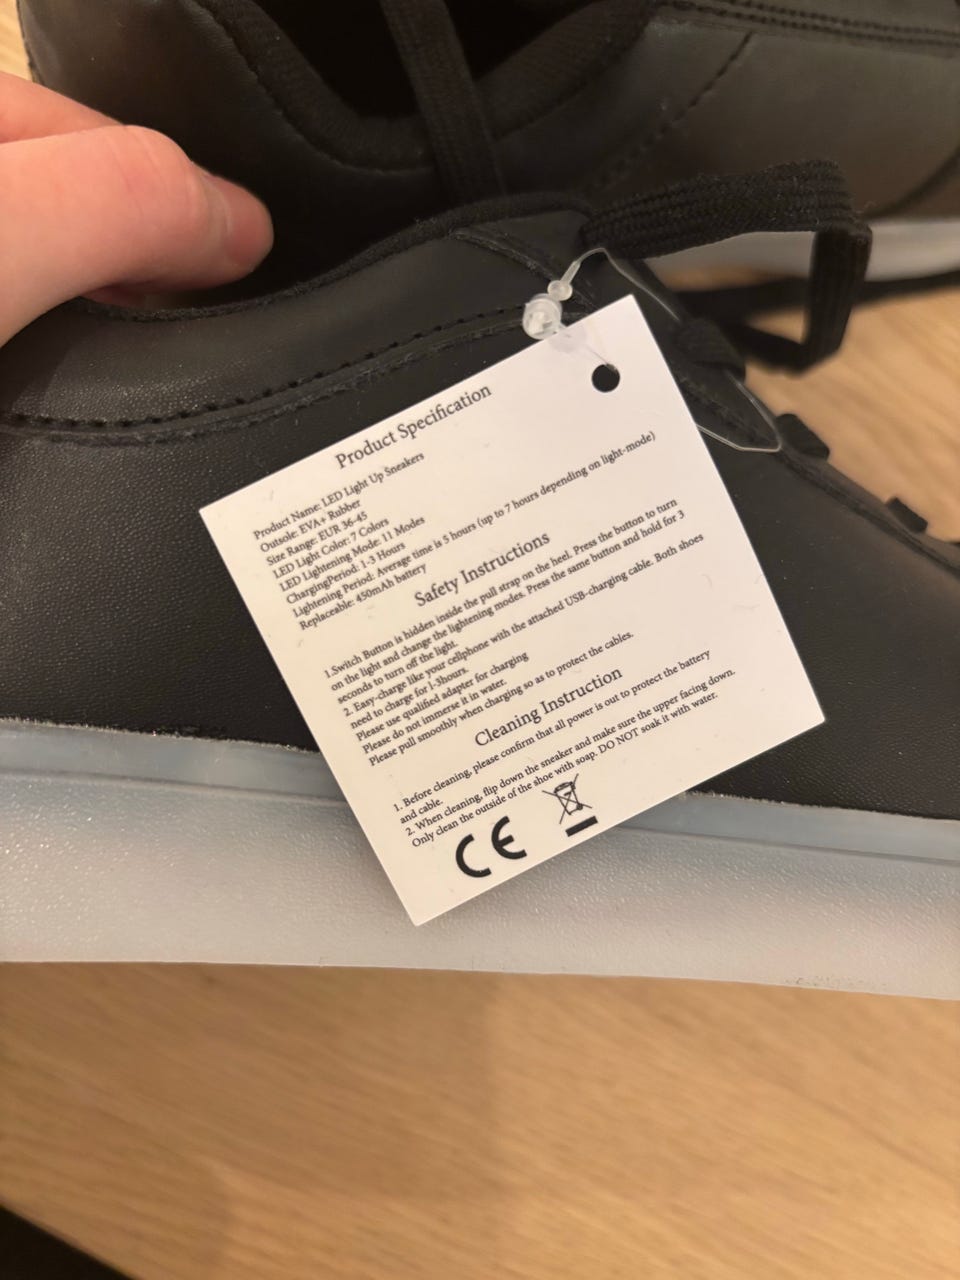 Product Specification
Product Name: LED Light Up Sneakers
Outsole: EVA+ Rubber
Size Range: EUR 36-45
LED Light Color: 7 Colors
LED Lightening Mode: 11 Modes
ChargingPeriod: 1-3 Hours
Lightening Period: Average time is 5 hours (up to 7 hours depending on light-mode)
Replaceable: 450mAh battery
Safety Instructions
1.Switch Button is hidden inside the pull strap on the heel. Press the button to turn
on the light and change the lightening modes. Press the same button and hold for 3
seconds to turn off the light.
2. Easy-charge like your cellphone with the attached USB-charging cable. Both shoes
need to charge for 1-3hours.
Please use qualified adapter for charging
Please do not immerse it in water.
Please pull smoothly when charging so as to protect the cables.
Cleaning Instruction
1. Before cleaning, please confirm that all power is out to protect the battery
and cable.
2. When cleaning, flip down the sneaker and make sure the upper facing down.
Only clean the outside of the shoe with soap. DO NOT soak it with water.
CE